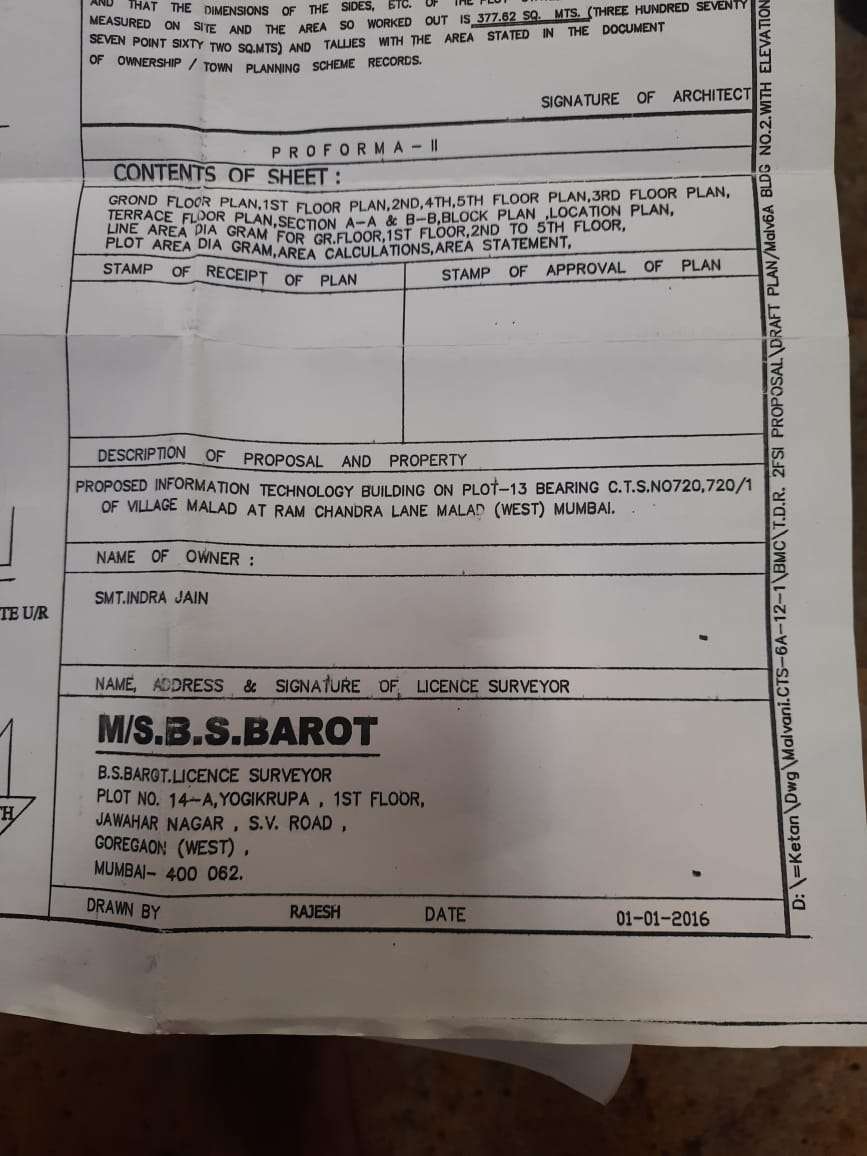 AND THAT THE DIMENSIONS OF THE SIDES, ETC. OF THE
MEASURED ON SITE AND THE AREA SO WORKED OUT IS 377.62 SQ. MTS. (THREE HUNDRED SEVENTY
SEVEN POINT SIXTY TWO SQ.MTS) AND TALLIES WITH THE AREA STATED IN THE DOCUMENT
OF OWNERSHIP / TOWN PLANNING SCHEME RECORDS.
SIGNATURE OF ARCHITECT
PROFORMA-II
CONTENTS OF SHEET :
GROND FLOOR PLAN,1ST FLOOR PLAN,2ND,4TH,5TH FLOOR PLAN,3RD FLOOR PLAN,
TERRACE FLOOR PLAN,SECTION A-A & B-B,BLOCK PLAN ,LOCATION PLAN,
LINE AREA DIA GRAM FOR GR.FLOOR,1ST FLOOR,2ND TO 5TH FLOOR,
PLOT AREA DIA GRAM,AREA CALCULATIONS,AREA STATEMENT,
STAMP OF RECEIPT OF PLAN
STAMP OF APPROVAL OF PLAN
DESCRIPTION OF PROPOSAL AND PROPERTY
PROPOSED INFORMATION TECHNOLOGY BUILDING ON PLOT-13 BEARING C.T.S.NO720,720/1
OF VILLAGE MALAD AT RAM CHANDRA LANE MALAD (WEST) MUMBAI.
NAME OF OWNER :
SMT.INDRA JAIN
TE U/R
NAME, ADDRESS & SIGNATURE OF LICENCE SURVEYOR
M/S.B.S.BAROT
B.S.BAROT.LICENCE SURVEYOR
PLOT NO. 14-A,YOGIKRUPA , 1ST FLOOR,
JAWAHAR NAGAR , S.V. ROAD ,
GOREGAON (WEST) ,
MUMBAI- 400 062.
DRAWN BY RAJESH DATE 01-01-2016
D:\=Ketan\Dwg\Malvani.CTS-6A-12-1\BMC\T.D.R. 2FSI PROPOSAL\DRAFT PLAN/Malv6A BLDG NO.2.WITH ELEVATION